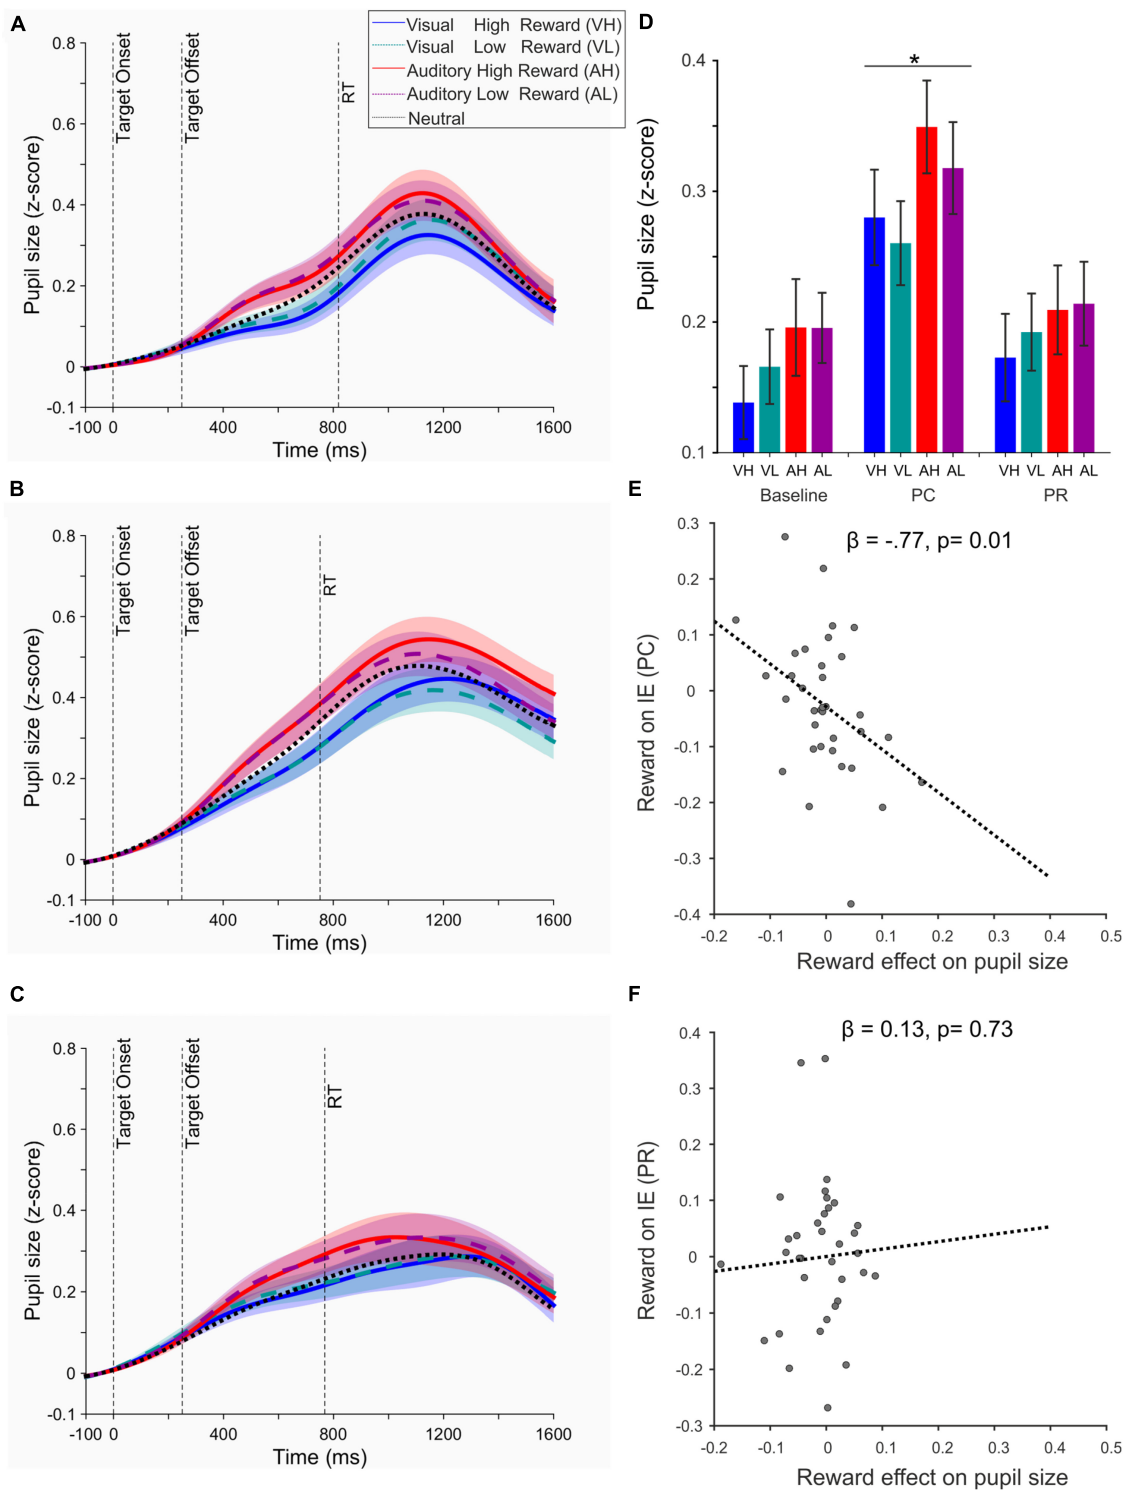 A
Visual High Reward (VH)
Visual Low Reward (VL)
Auditory High Reward (AH)
Auditory Low Reward (AL)
Neutral
Target Onset
Target Offset
RT
Pupil size (z-score)
0.8
0.6
0.4
0.2
0
-0.1
-100 0 400 800 1200 1600
Time (ms)
B
Target Onset
Target Offset
RT
Pupil size (z-score)
0.8
0.6
0.4
0.2
0
-0.1
-100 0 400 800 1200 1600
Time (ms)
C
Target Onset
Target Offset
RT
Pupil size (z-score)
0.8
0.6
0.4
0.2
0
-0.1
-100 0 400 800 1200 1600
Time (ms)
D
*
Pupil size (z-score)
0.4
0.3
0.2
0.1
VH VL AH AL VH VL AH AL VH VL AH AL
Baseline PC PR
E
β = -.77, p= 0.01
Reward on IE (PC)
0.3
0.2
0.1
0
-0.1
-0.2
-0.3
-0.4
-0.2 -0.1 0 0.1 0.2 0.3 0.4 0.5
Reward effect on pupil size
F
β = 0.13, p= 0.73
Reward on IE (PR)
0.4
0.3
0.2
0.1
0
-0.1
-0.2
-0.3
-0.2 -0.1 0 0.1 0.2 0.3 0.4 0.5
Reward effect on pupil size